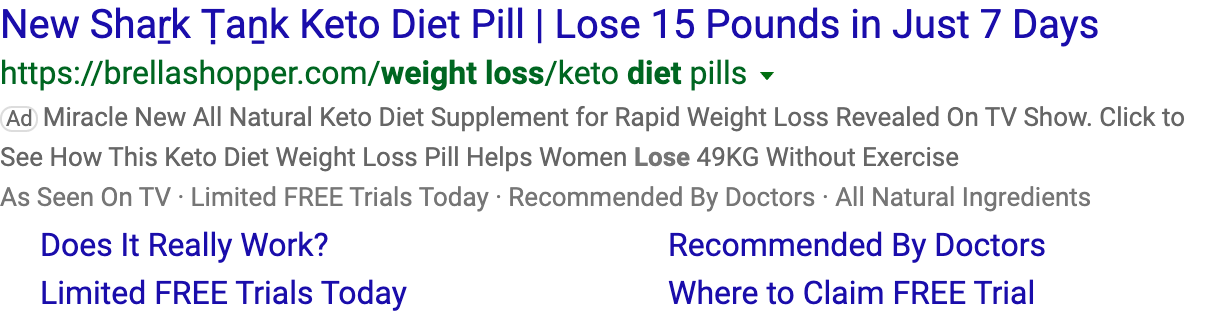 New Shaṟk Ṭaṉk Keto Diet Pill | Lose 15 Pounds in Just 7 Days
https://brellashopper.com/weight loss/keto diet pills
Ad Miracle New All Natural Keto Diet Supplement for Rapid Weight Loss Revealed On TV Show. Click to
See How This Keto Diet Weight Loss Pill Helps Women Lose 49KG Without Exercise
As Seen On TV · Limited FREE Trials Today · Recommended By Doctors · All Natural Ingredients
Does It Really Work?
Recommended By Doctors
Limited FREE Trials Today
Where to Claim FREE Trial